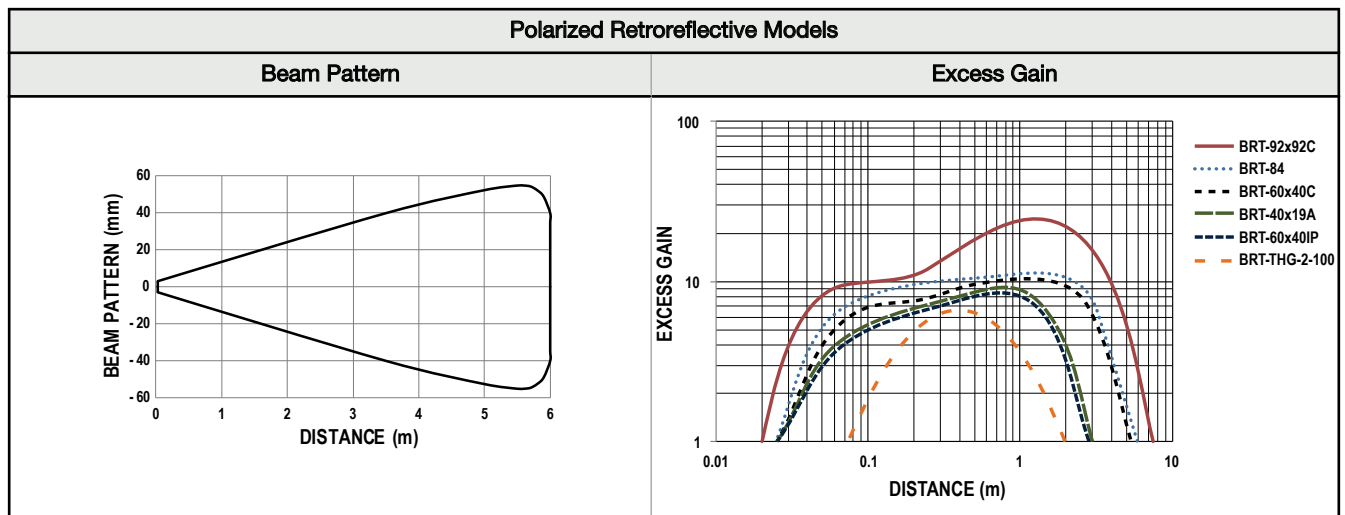 Polarized Retroreflective Models
Beam Pattern
Excess Gain
BEAM PATTERN (mm)
60
40
20
0
-20
-40
-60
0 1 2 3 4 5 6
DISTANCE (m)
EXCESS GAIN
100
10
1
0.01 0.1 1 10
DISTANCE (m)
BRT-92x92C
BRT-84
BRT-60x40C
BRT-40x19A
BRT-60x40IP
BRT-THG-2-100